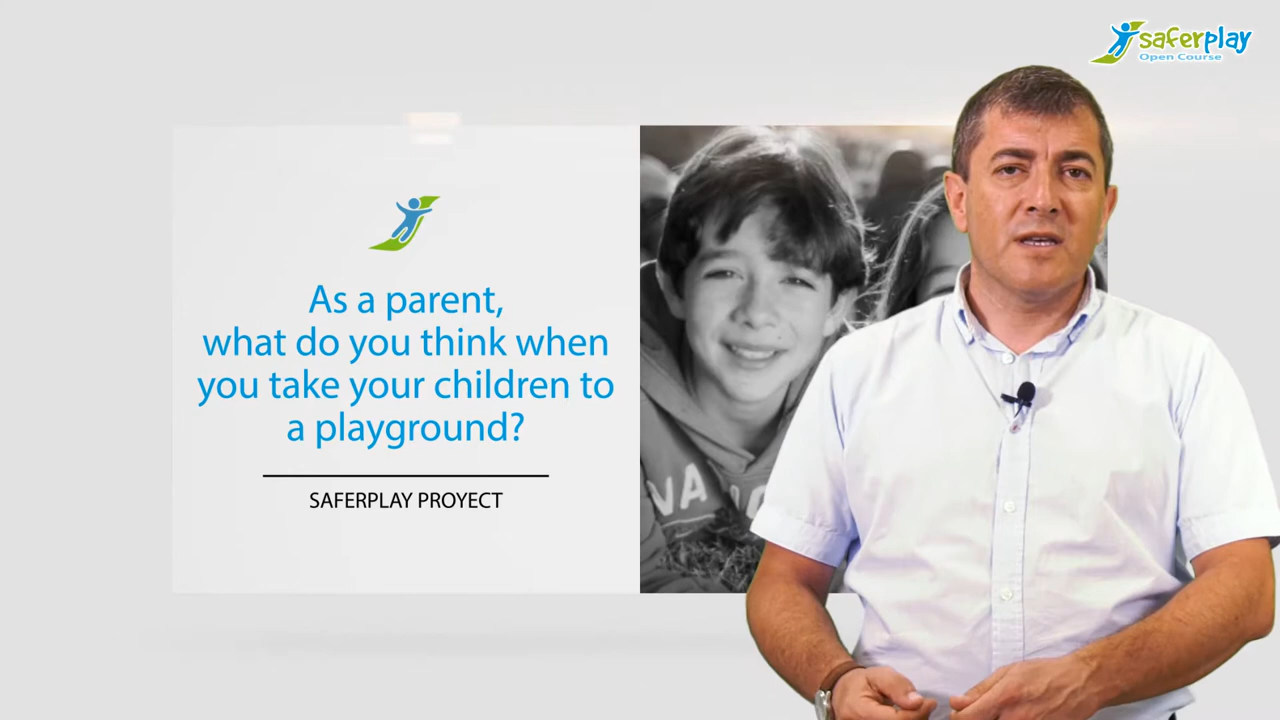 saferplay
Open Course
As a parent,
what do you think when
you take your children to
a playground?
SAFERPLAY PROYECT